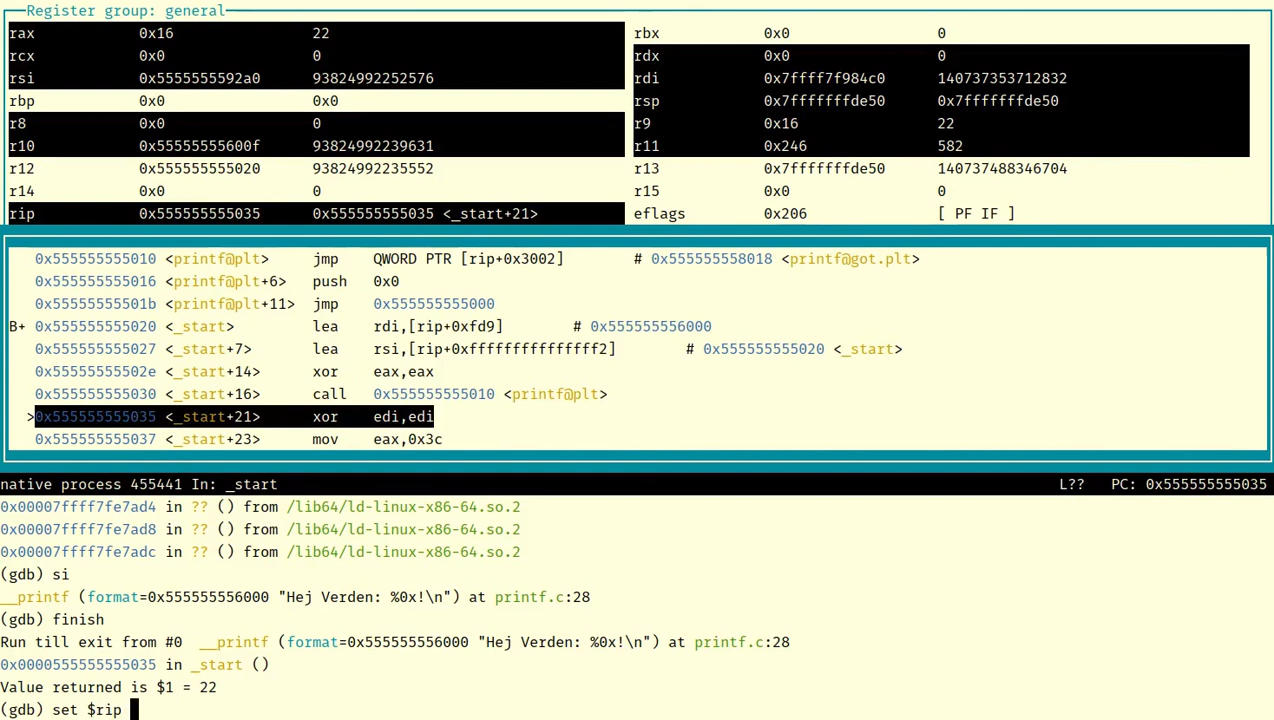 Register group: general
rax 0x16 22 rbx 0x0 0
rcx 0x0 0 rdx 0x0 0
rsi 0x5555555592a0 93824992252576 rdi 0x7ffff7f984c0 140737353712832
rbp 0x0 0x0 rsp 0x7fffffffde50 0x7fffffffde50
r8 0x0 0 r9 0x16 22
r10 0x55555555600f 93824992239631 r11 0x246 582
r12 0x555555555020 93824992235552 r13 0x7fffffffde50 140737488346704
r14 0x0 0 r15 0x0 0
rip 0x555555555035 0x555555555035 <_start+21> eflags 0x206 [ PF IF ]
0x555555555010 <printf@plt> jmp QWORD PTR [rip+0x3002] # 0x555555558018 <printf@got.plt>
0x555555555016 <printf@plt+6> push 0x0
0x55555555501b <printf@plt+11> jmp 0x555555555000
B+ 0x555555555020 <_start> lea rdi,[rip+0xfd9] # 0x555555556000
0x555555555027 <_start+7> lea rsi,[rip+0xfffffffffffffff2] # 0x555555555020 <_start>
0x55555555502e <_start+14> xor eax,eax
0x555555555030 <_start+16> call 0x555555555010 <printf@plt>
>0x555555555035 <_start+21> xor edi,edi
0x555555555037 <_start+23> mov eax,0x3c
native process 455441 In: _start L?? PC: 0x555555555035
0x00007ffff7fe7ad4 in ?? () from /lib64/ld-linux-x86-64.so.2
0x00007ffff7fe7ad8 in ?? () from /lib64/ld-linux-x86-64.so.2
0x00007ffff7fe7adc in ?? () from /lib64/ld-linux-x86-64.so.2
(gdb) si
__printf (format=0x555555556000 "Hej Verden: %0x!\n") at printf.c:28
(gdb) finish
Run till exit from #0 __printf (format=0x555555556000 "Hej Verden: %0x!\n") at printf.c:28
0x0000555555555035 in _start ()
Value returned is $1 = 22
(gdb) set $rip